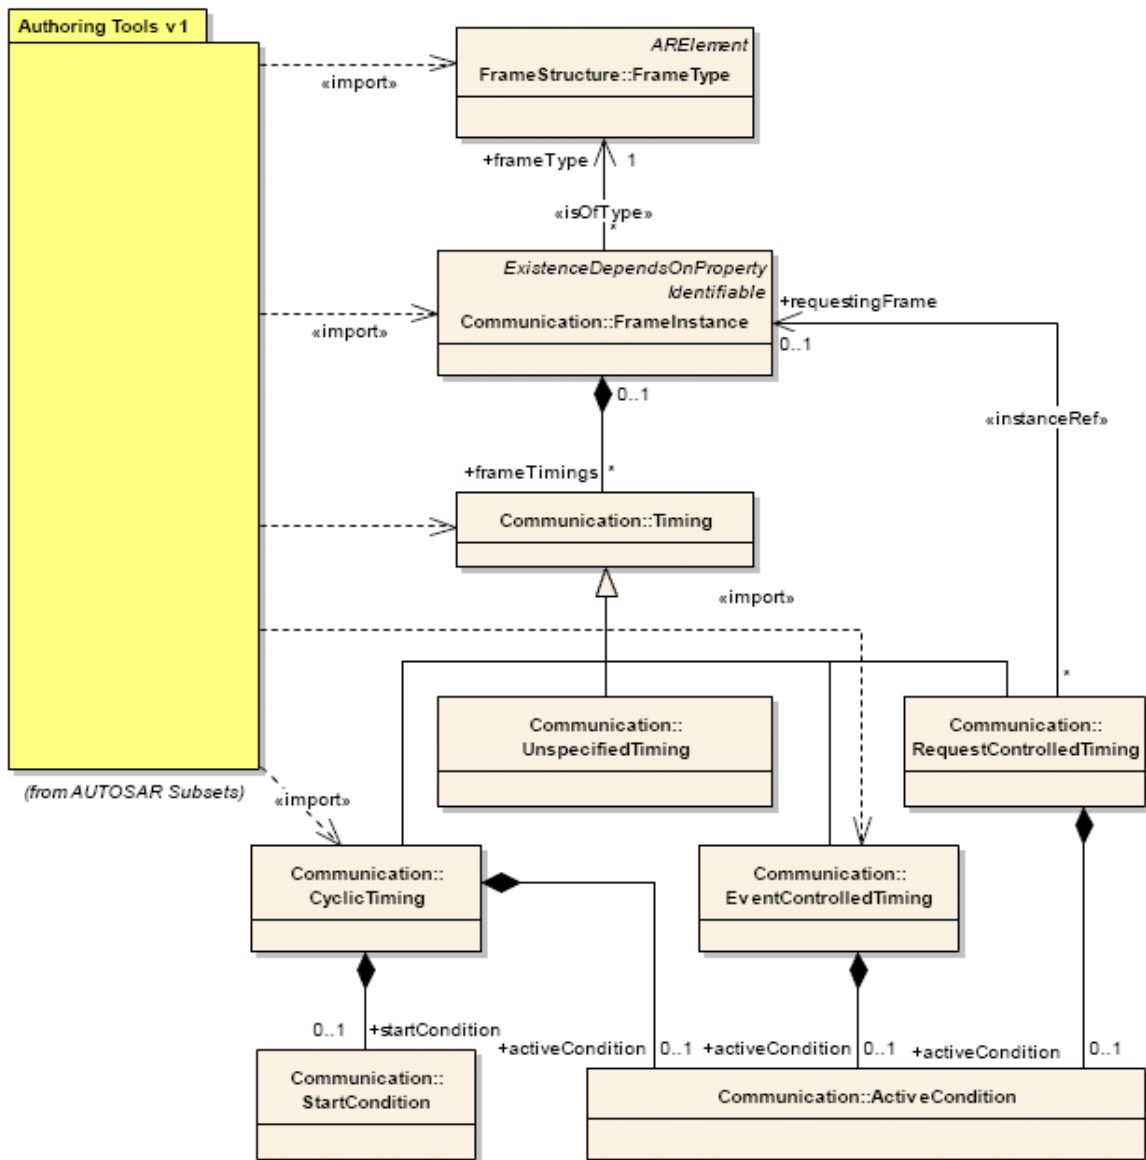 Authoring Tools v1
ARElement
FrameStructure::FrameType
«import»
+frameType
1
«isOfType»
*
ExistenceDependsOnProperty
Identifiable
Communication::FrameInstance
+requestingFrame
0..1
«import»
0..1
«instanceRef»
+frameTimings
*
Communication::Timing
«import»
*
Communication::
UnspecifiedTiming
Communication::
RequestControlledTiming
(from AUTOSAR Subsets)
«import»
Communication::
CyclicTiming
Communication::
EventControlledTiming
0..1
+startCondition
+activeCondition
0..1
+activeCondition
0..1
+activeCondition
0..1
Communication::
StartCondition
Communication::ActiveCondition